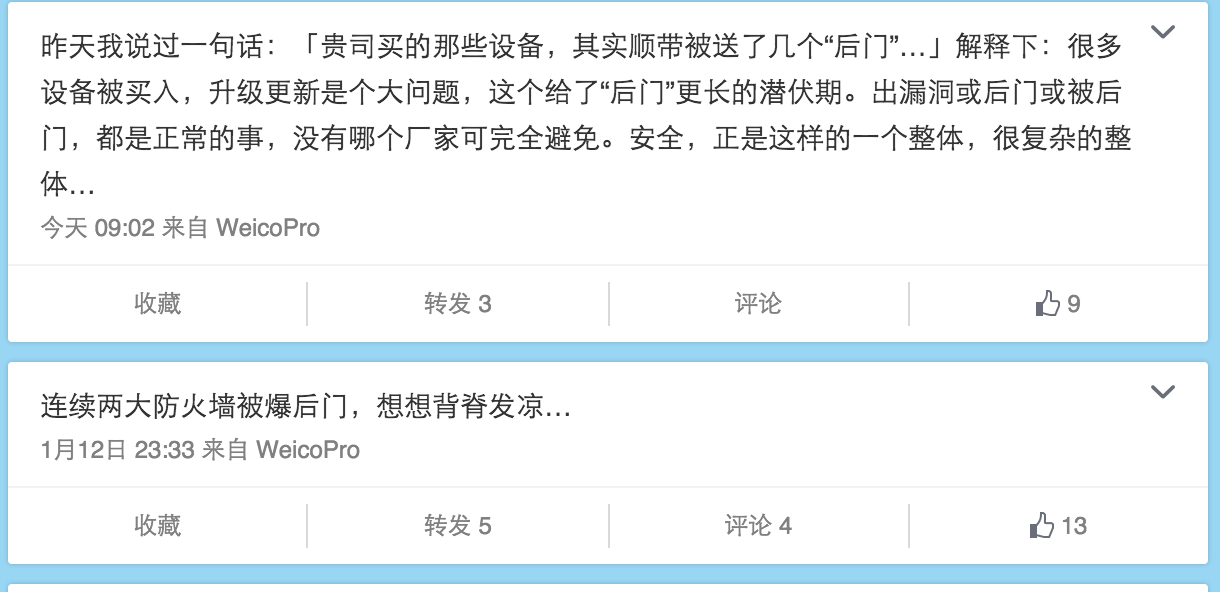 昨天我说过一句话：「贵司买的那些设备，其实顺带被送了几个“后门”…」解释下：很多
设备被买入，升级更新是个大问题，这个给了“后门”更长的潜伏期。出漏洞或后门或被后
门，都是正常的事，没有哪个厂家可完全避免。安全，正是这样的一个整体，很复杂的整
体…
今天 09:02 来自 WeicoPro
收藏 转发 3 评论 9
连续两大防火墙被爆后门，想想背脊发凉…
1月12日 23:33 来自 WeicoPro
收藏 转发 5 评论 4 13